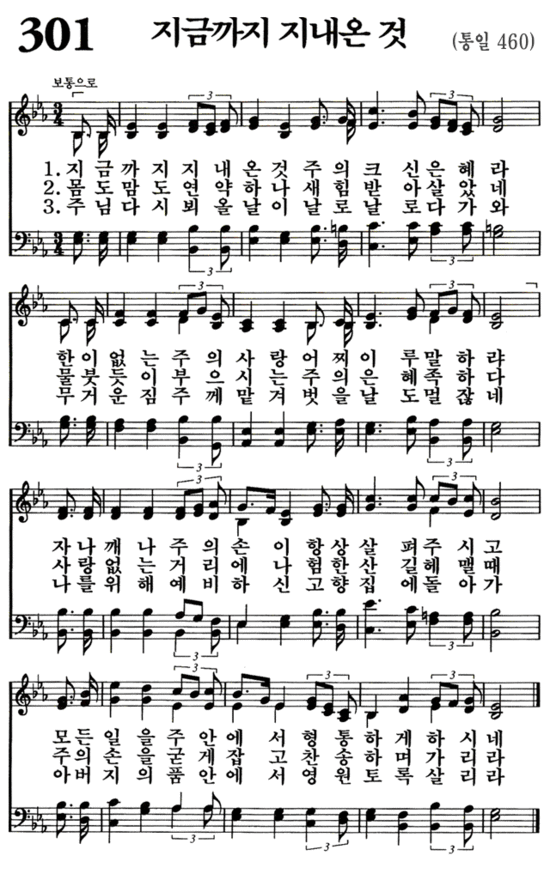 301 지금까지 지내온 것 (통일 460)
보통으로
1. 지 금 까 지 지 내 온 것 주 의 크 신 은 혜 라
2. 몸 도 맘 도 연 약 하 나 새 힘 받 아 살 았 네
3. 주 님 다 시 뵈 올 날 이 날 로 날 로 다 가 와
한 이 없 는 주 의 사 랑 어 찌 이 루 말 하 랴
물 붓 듯 이 부 으 시 는 주 의 은 혜 족 하 다
무 거 운 짐 주 께 맡 겨 벗 을 날 도 멀 잖 네
자 나 깨 나 주 의 손 이 항 상 살 펴 주 시 고
사 랑 없 는 거 리 에 나 험 한 산 길 헤 맬 때
나 를 위 해 예 비 하 신 고 향 집 에 돌 아 가
모 든 일 을 주 안 에 서 형 통 하 게 하 시 네
주 의 손 을 굳 게 잡 고 찬 송 하 며 가 리 라
아 버 지 의 품 안 에 서 영 원 토 록 살 리 라